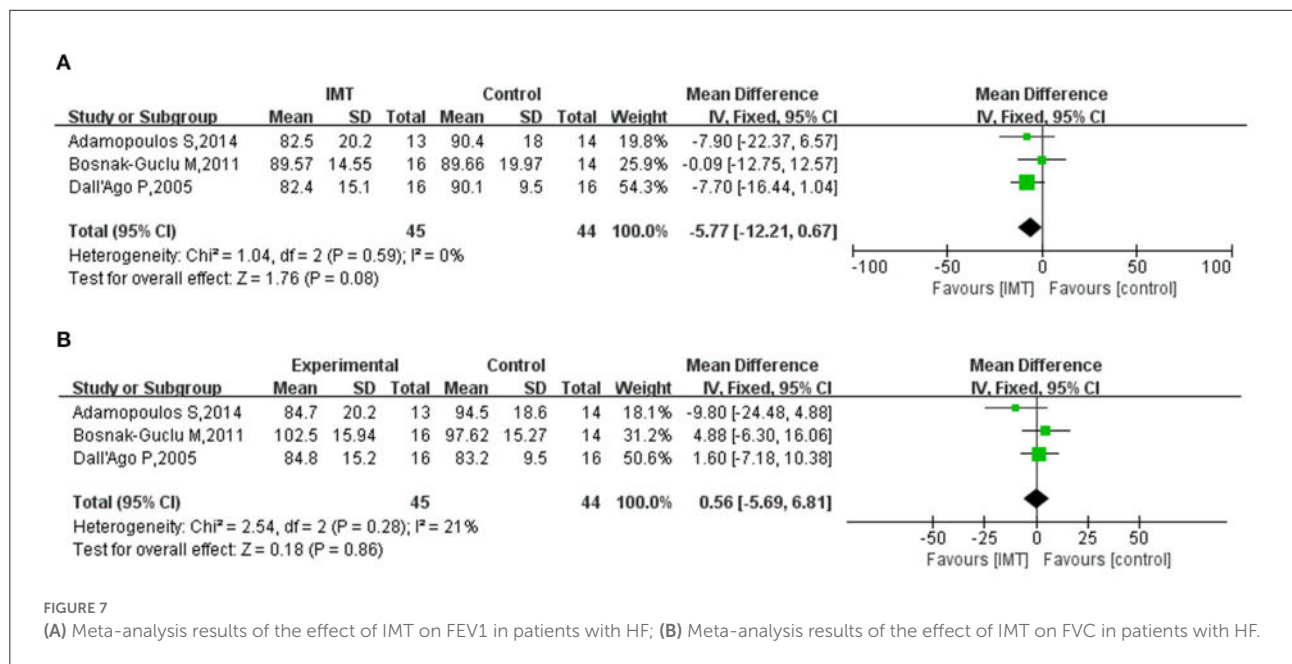 A
IMT Control Mean Difference Mean Difference
Study or Subgroup Mean SD Total Mean SD Total Weight IV, Fixed, 95% CI IV, Fixed, 95% CI
Adamopoulos S,2014 82.5 20.2 13 90.4 18 14 19.8% -7.90 [-22.37, 6.57]
Bosnak-Guclu M,2011 89.57 14.55 16 89.66 19.97 14 25.9% -0.09 [-12.75, 12.57]
Dall'Ago P,2005 82.4 15.1 16 90.1 9.5 16 54.3% -7.70 [-16.44, 1.04]
Total (95% CI) 45 44 100.0% -5.77 [-12.21, 0.67]
Heterogeneity: Chi² = 1.04, df = 2 (P = 0.59); I² = 0%
Test for overall effect: Z = 1.76 (P = 0.08)
-100 -50 0 50 100
Favours [IMT] Favours [control]
B
Experimental Control Mean Difference Mean Difference
Study or Subgroup Mean SD Total Mean SD Total Weight IV, Fixed, 95% CI IV, Fixed, 95% CI
Adamopoulos S,2014 84.7 20.2 13 94.5 18.6 14 18.1% -9.80 [-24.48, 4.88]
Bosnak-Guclu M,2011 102.5 15.94 16 97.62 15.27 14 31.2% 4.88 [-6.30, 16.06]
Dall'Ago P,2005 84.8 15.2 16 83.2 9.5 16 50.6% 1.60 [-7.18, 10.38]
Total (95% CI) 45 44 100.0% 0.56 [-5.69, 6.81]
Heterogeneity: Chi² = 2.54, df = 2 (P = 0.28); I² = 21%
Test for overall effect: Z = 0.18 (P = 0.86)
-50 -25 0 25 50
Favours [IMT] Favours [control]
FIGURE 7
(A) Meta-analysis results of the effect of IMT on FEV1 in patients with HF; (B) Meta-analysis results of the effect of IMT on FVC in patients with HF.